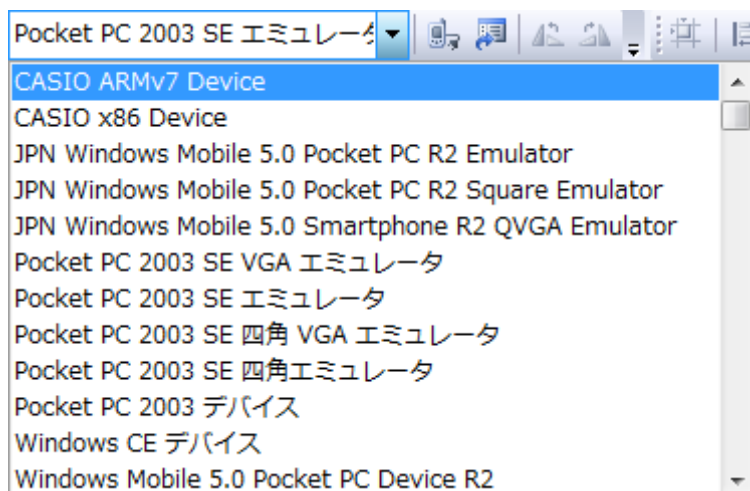 Pocket PC 2003 SE エミュレータ
CASIO ARMv7 Device
CASIO x86 Device
JPN Windows Mobile 5.0 Pocket PC R2 Emulator
JPN Windows Mobile 5.0 Pocket PC R2 Square Emulator
JPN Windows Mobile 5.0 Smartphone R2 QVGA Emulator
Pocket PC 2003 SE VGA エミュレータ
Pocket PC 2003 SE エミュレータ
Pocket PC 2003 SE 四角 VGA エミュレータ
Pocket PC 2003 SE 四角エミュレータ
Pocket PC 2003 デバイス
Windows CE デバイス
Windows Mobile 5.0 Pocket PC Device R2